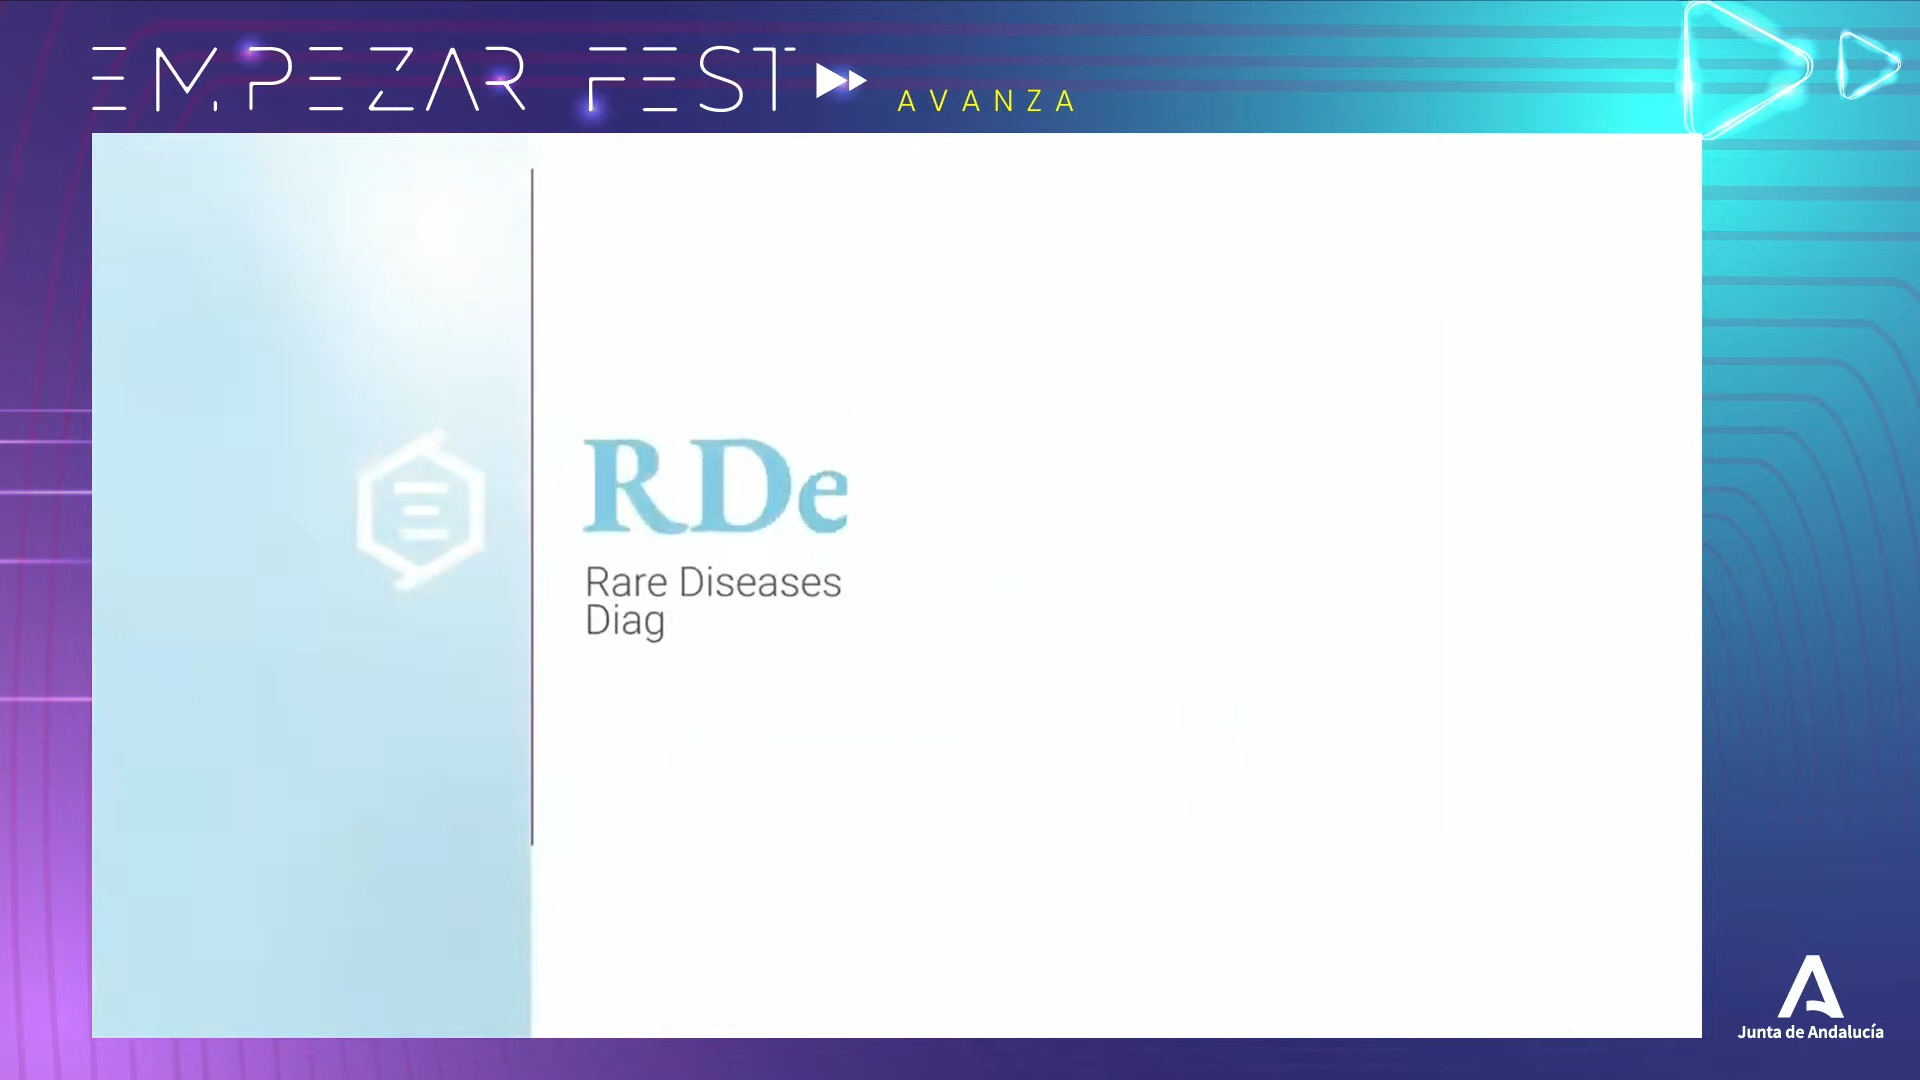 EMPEZAR FEST
AVANZA
RDe
Rare Diseases
Diag
Junta de Andalucía